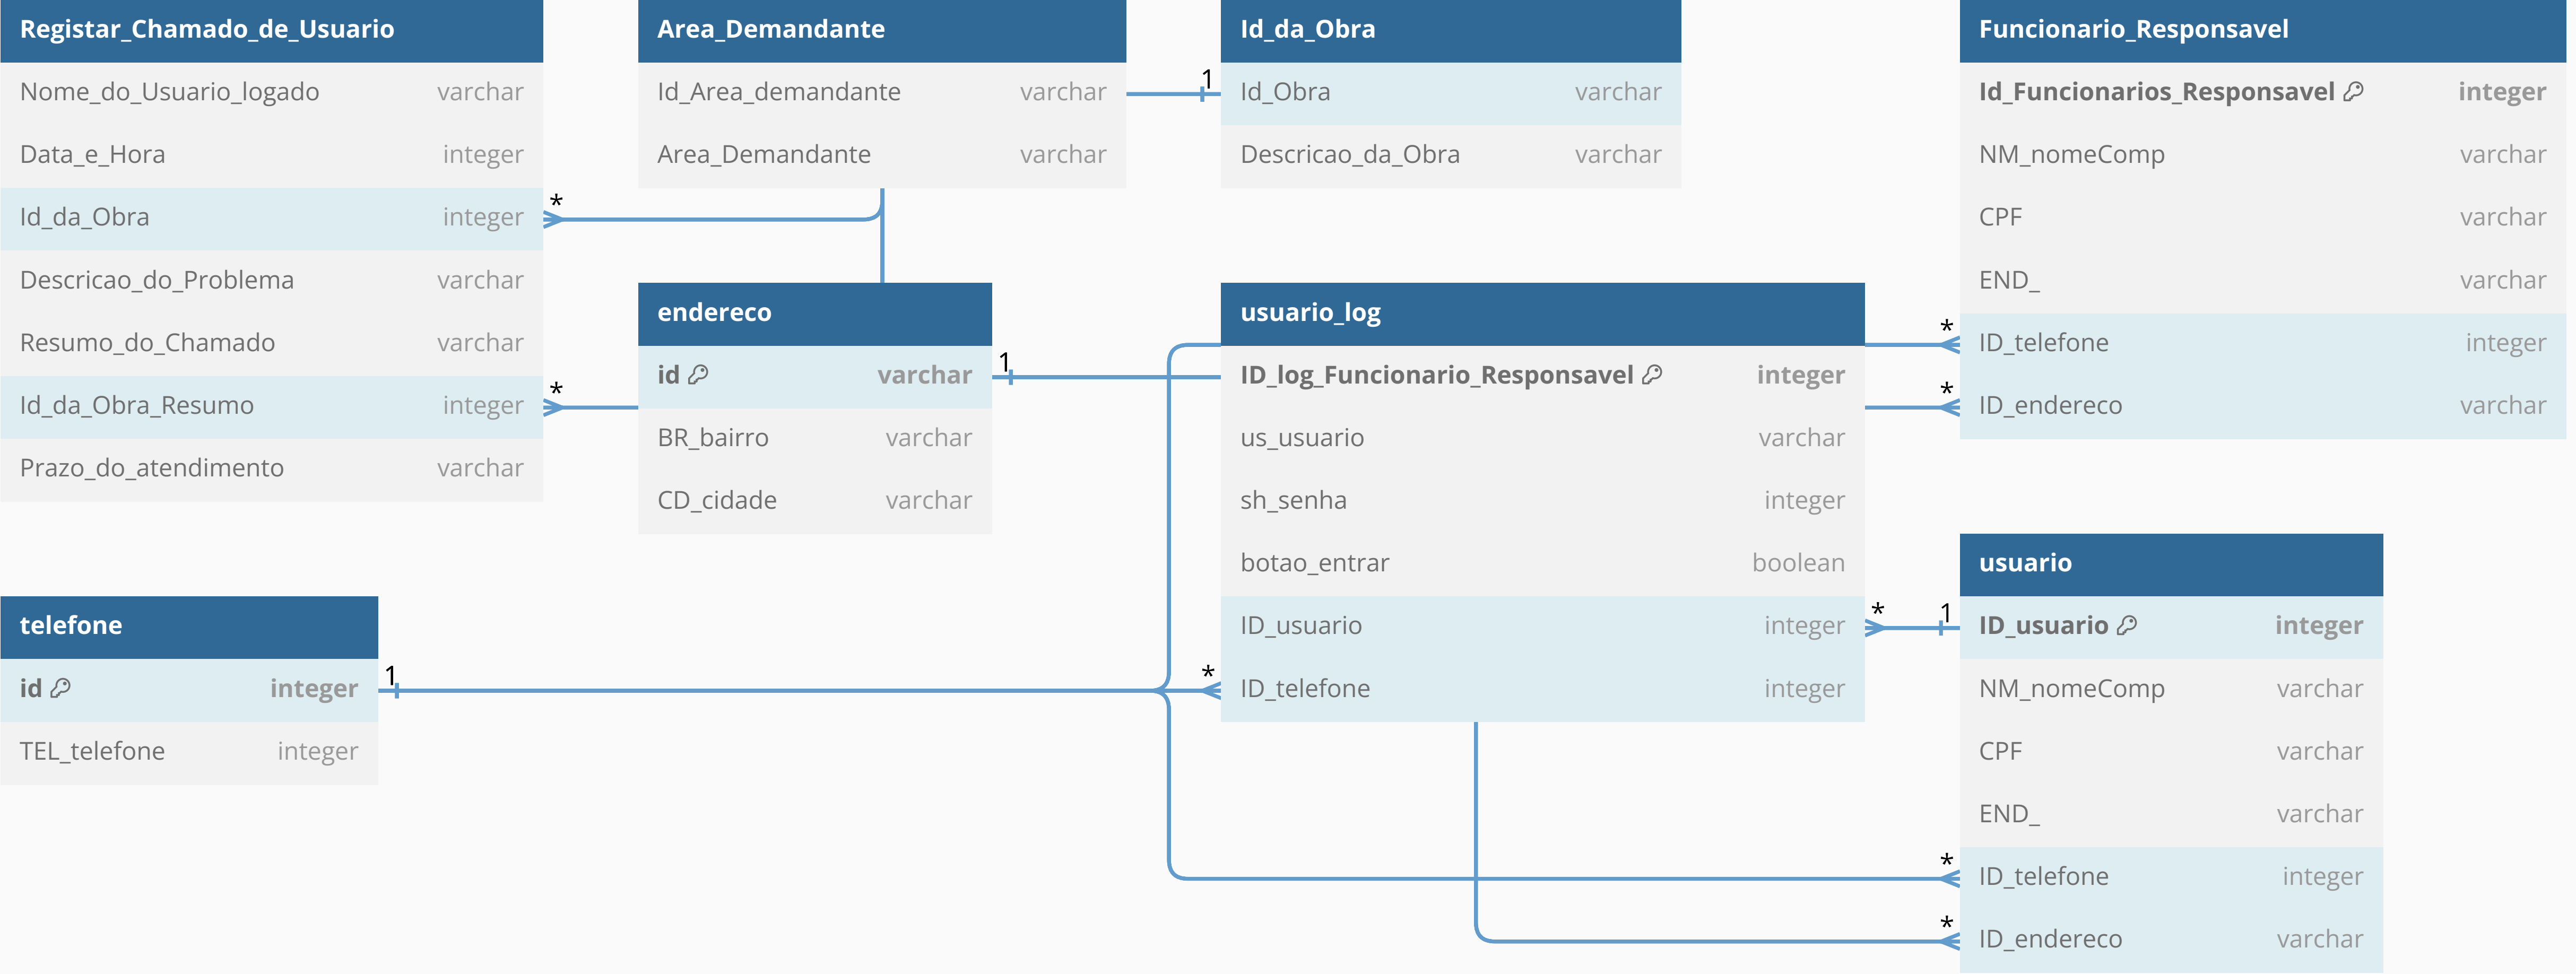 Registar_Chamado_de_Usuario
Nome_do_Usuario_logado varchar
Data_e_Hora integer
Id_da_Obra integer *
Descricao_do_Problema varchar
Resumo_do_Chamado varchar
Id_da_Obra_Resumo integer *
Prazo_do_atendimento varchar
Area_Demandante
Id_Area_demandante varchar
Area_Demandante varchar
Id_da_Obra
1 Id_Obra varchar
Descricao_da_Obra varchar
Funcionario_Responsavel
Id_Funcionarios_Responsavel integer
NM_nomeComp varchar
CPF varchar
END_ varchar
* ID_telefone integer
* ID_endereco varchar
endereco
id varchar 1
BR_bairro varchar
CD_cidade varchar
usuario_log
ID_log_Funcionario_Responsavel integer
us_usuario varchar
sh_senha integer
botao_entrar boolean
ID_usuario integer *
* ID_telefone integer
telefone
id integer 1
TEL_telefone integer
usuario
1 ID_usuario integer
NM_nomeComp varchar
CPF varchar
END_ varchar
* ID_telefone integer
* ID_endereco varchar